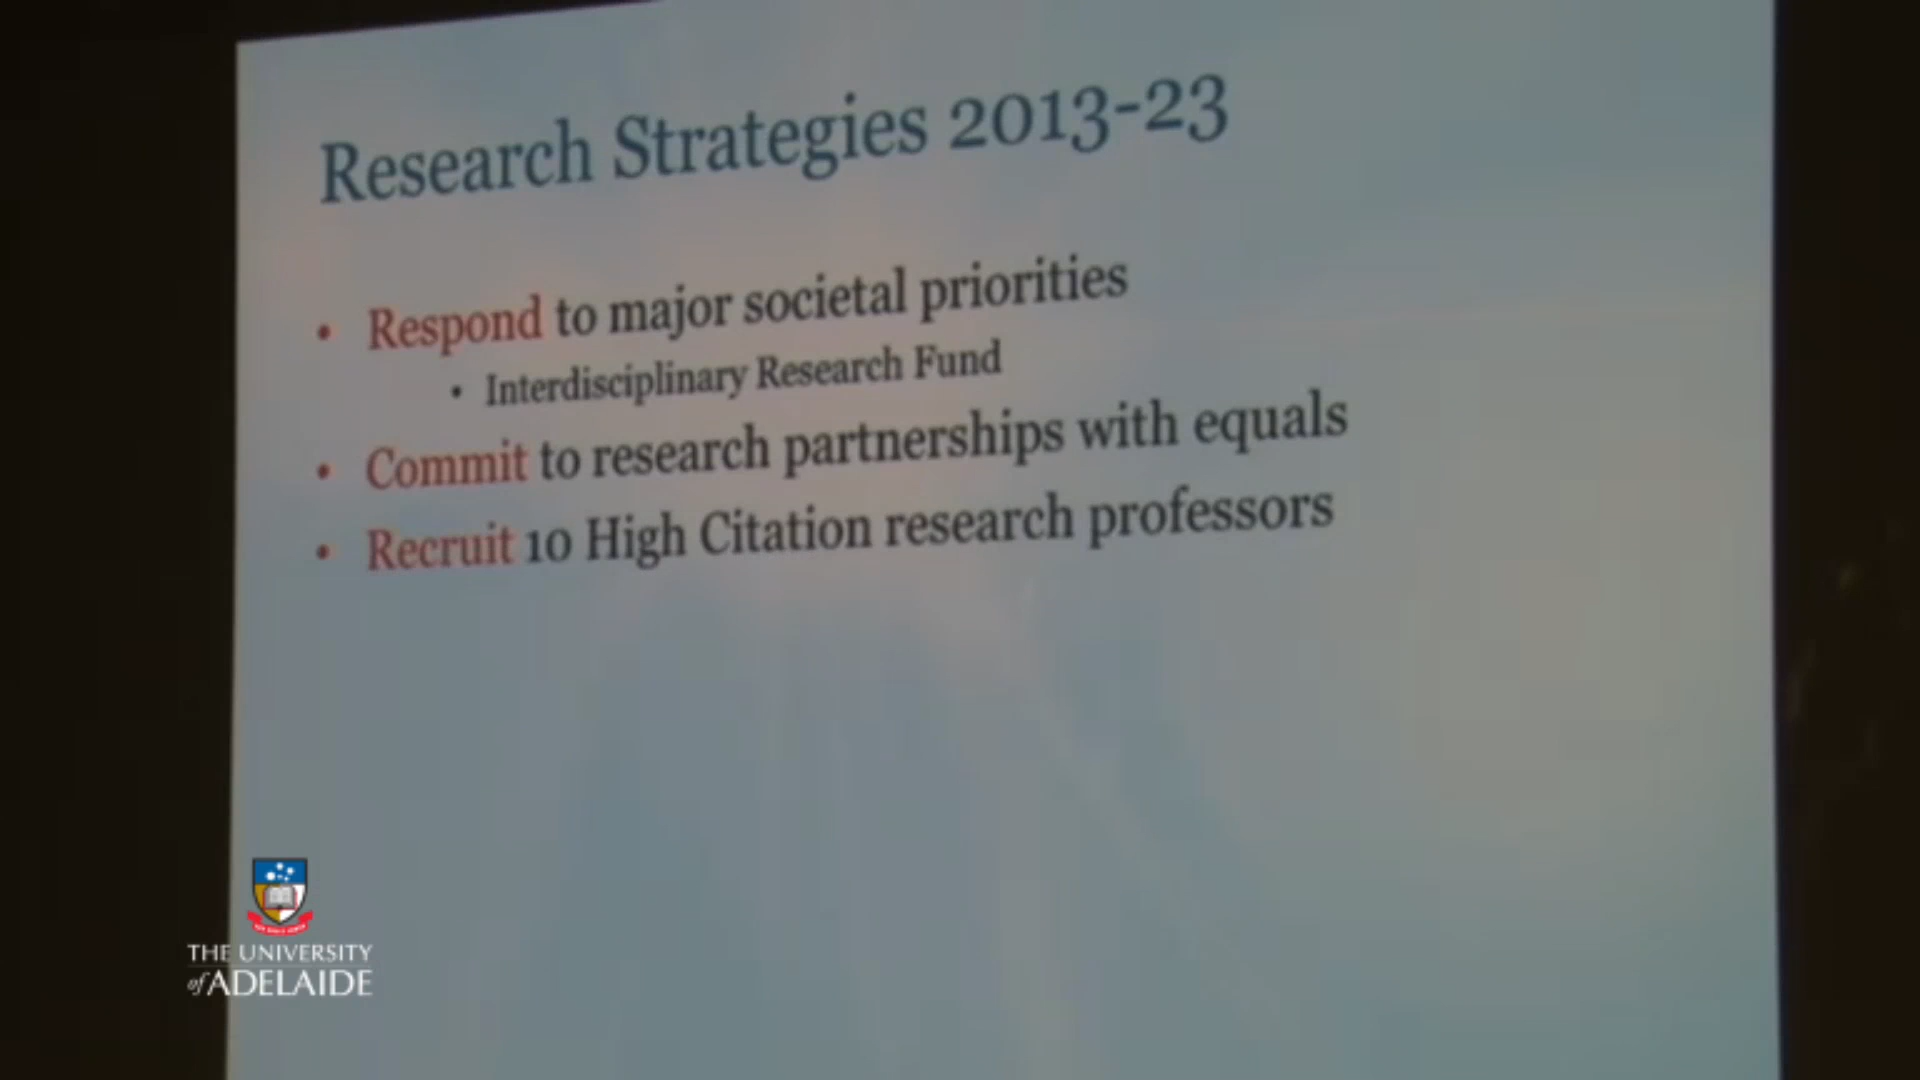 Research Strategies 2013-23
• Respond to major societal priorities
• Interdisciplinary Research Fund
• Commit to research partnerships with equals
• Recruit 10 High Citation research professors
THE UNIVERSITY
of ADELAIDE